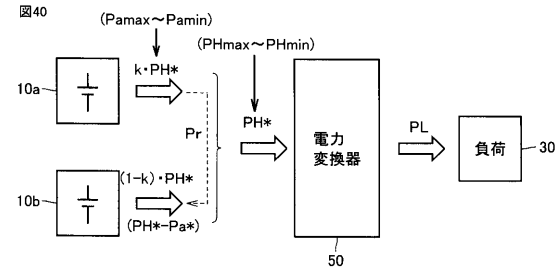 図40
(Pamax～Pamin)
(PHmax～PHmin)
10a
k・PH*
Pr
PH*
電力
変換器
PL
負荷
30
10b
(1-k)・PH*
(PH*-Pa*)
50